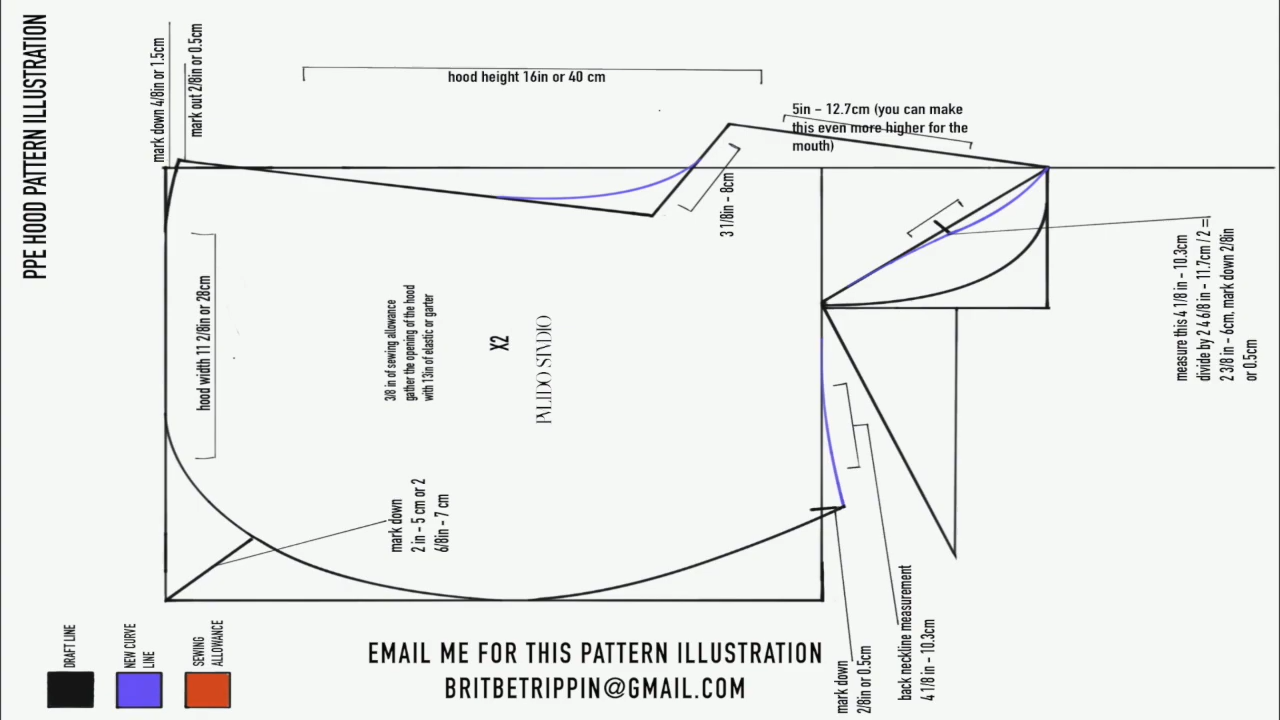 PPE HOOD PATTERN ILLUSTRATION
mark down 4/8in or 1.5cm
mark out 2/8in or 0.5cm
hood height 16in or 40 cm
5in – 12.7cm (you can make
this even more higher for the
mouth)
3 1/8in – 8cm
measure this 4 1/8 in – 10.3cm
divide by 2 4 6/8 in – 11.7cm / 2 =
2 3/8 in – 6cm, mark down 2/8in
or 0.5cm
hood width 11 2/8in or 28cm
3/8 in of sewing allowance
gather the opening of the hood
with 13in of elastic or garter
X2
PALIDO STVDIO
mark down
2 in – 5 cm or 2
6/8in – 7 cm
back neckline measurement
4 1/8 in – 10.3cm
mark down
2/8in or 0.5cm
DRAFT LINE
NEW CURVE
LINE
SEWING
ALLOWANCE
EMAIL ME FOR THIS PATTERN ILLUSTRATION
BRITBETRIPPIN@GMAIL.COM